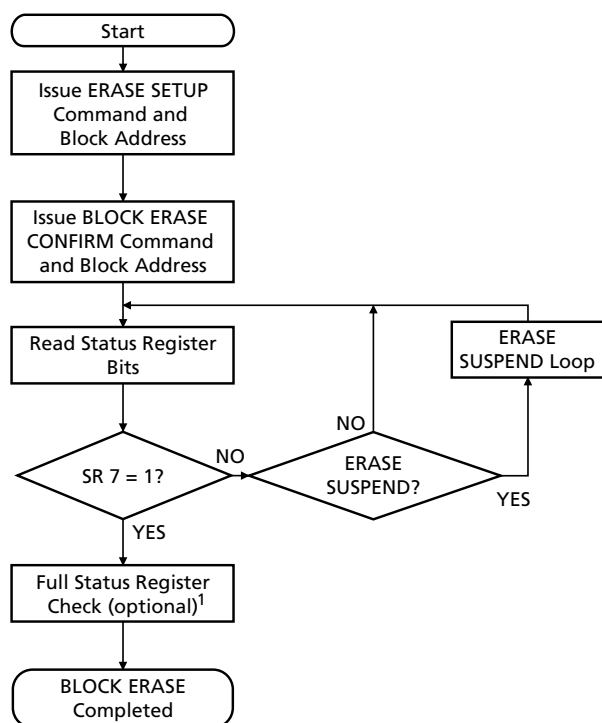 Start
Issue ERASE SETUP
Command and
Block Address
Issue BLOCK ERASE
CONFIRM Command
and Block Address
Read Status Register
Bits
ERASE
SUSPEND Loop
SR 7 = 1?
NO
ERASE
SUSPEND?
NO
YES
YES
Full Status Register
Check (optional)1
BLOCK ERASE
Completed